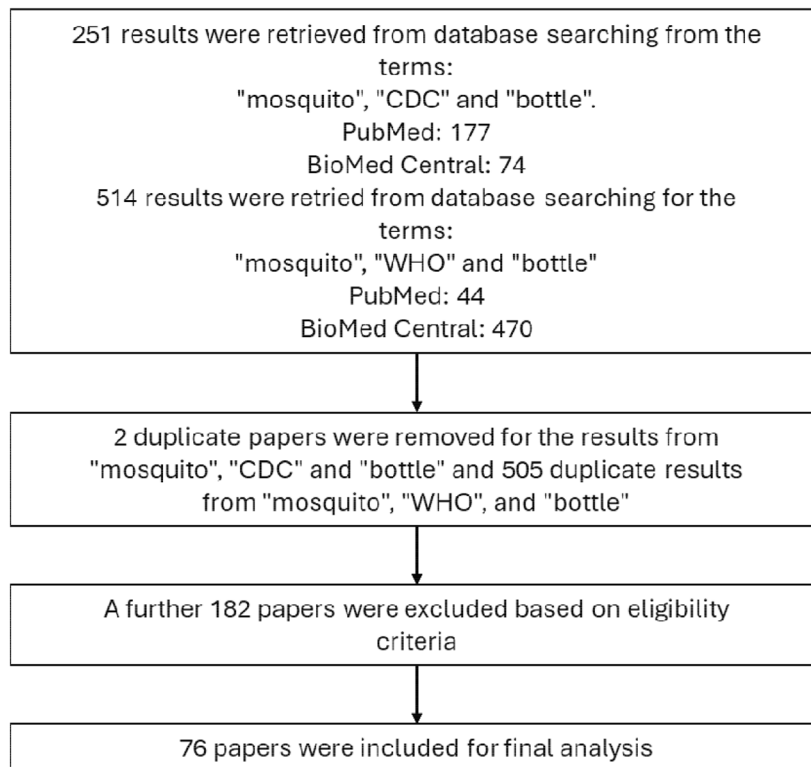 251 results were retrieved from database searching from the
terms:
"mosquito", "CDC" and "bottle".
PubMed: 177
BioMed Central: 74
514 results were retried from database searching for the
terms:
"mosquito", "WHO" and "bottle"
PubMed: 44
BioMed Central: 470
2 duplicate papers were removed for the results from
"mosquito", "CDC" and "bottle" and 505 duplicate results
from "mosquito", "WHO", and "bottle"
A further 182 papers were excluded based on eligibility
criteria
76 papers were included for final analysis